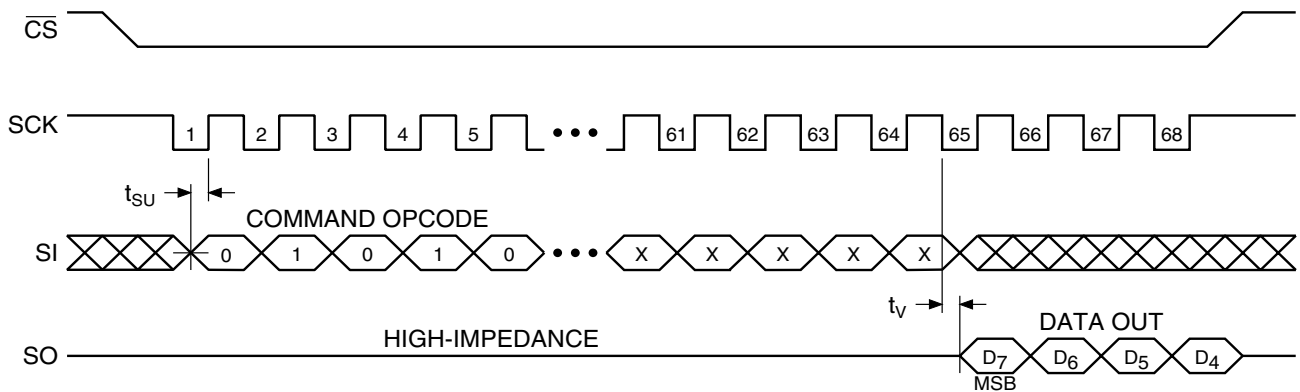 CS
SCK 1 2 3 4 5 ••• 61 62 63 64 65 66 67 68
tSU
COMMAND OPCODE
SI 0 1 0 1 0 ••• X X X X X
tV
HIGH-IMPEDANCE
DATA OUT
SO D7 D6 D5 D4
MSB